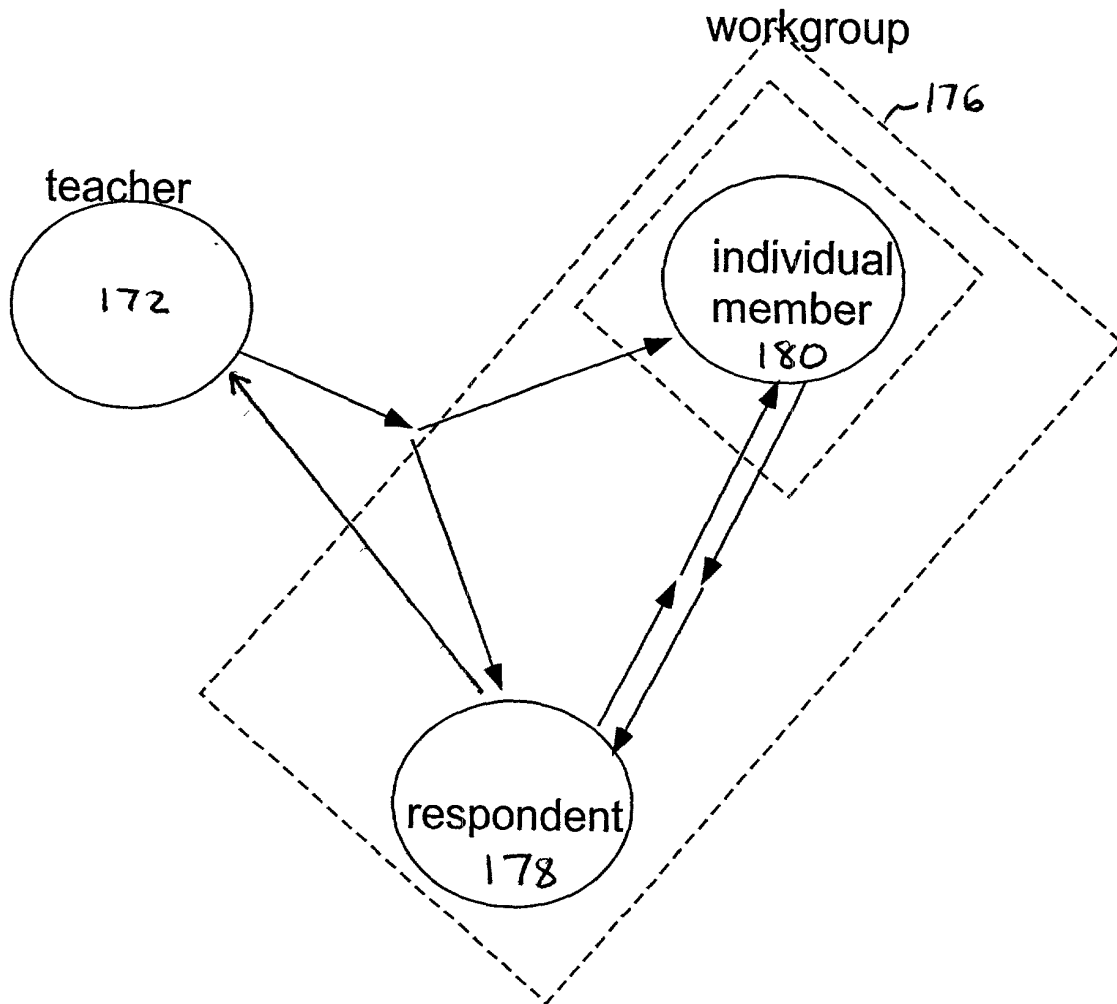 workgroup
176
teacher
172
individual
member
180
respondent
178